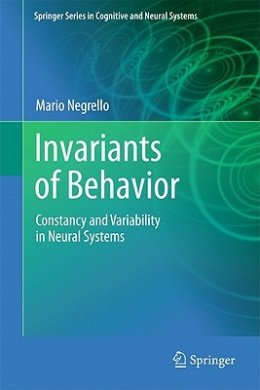 Springer Series in Cognitive and Neural Systems
Mario Negrello
Invariants
of Behavior
Constancy and Variability
in Neural Systems
Springer